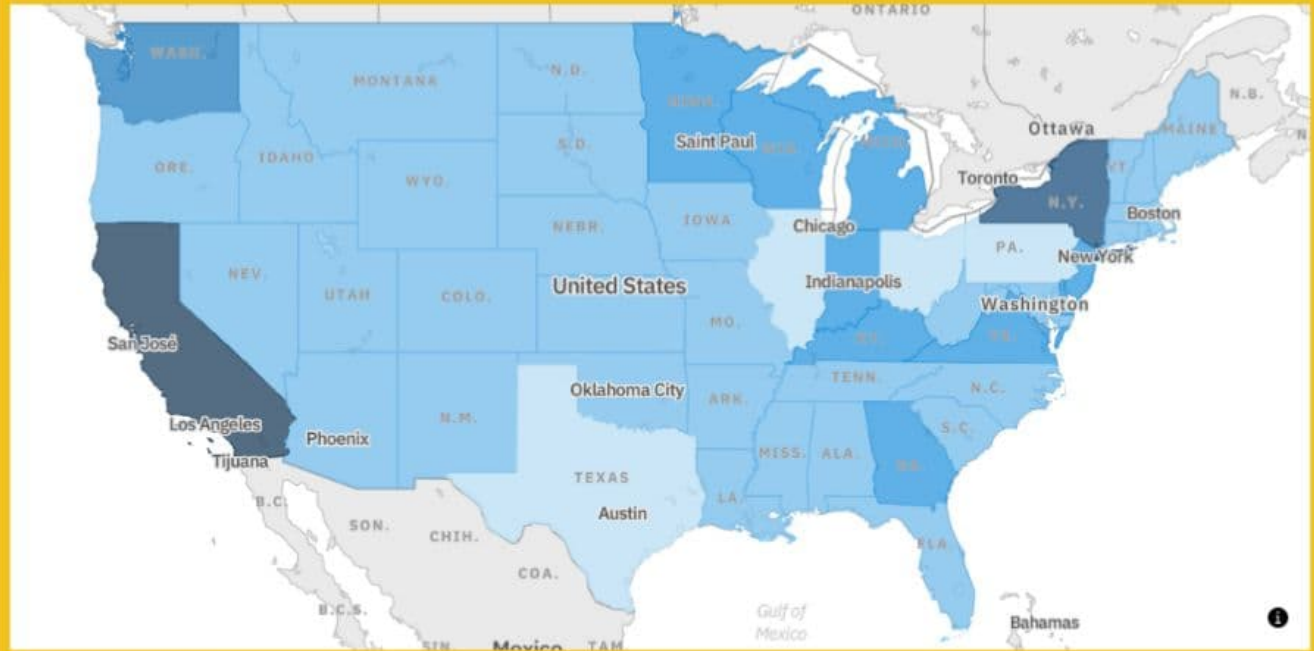 ONTARIO
WASH.
MONTANA
N.D.
MINN.
N.B.
Ottawa
MAINE
Saint Paul
WIS.
MICH.
S.D.
ORE.
IDAHO
VT.
Toronto
WYO.
N.Y.
Boston
IOWA
Chicago
NEBR.
PA.
New York
NEV.
UTAH
COLO.
United States
Indianapolis
Washington
MO.
KY.
VA.
San José
TENN.
N.C.
Oklahoma City
ARK.
N.M.
Los Angeles
Phoenix
S.C.
Tijuana
MISS.
ALA.
GA.
TEXAS
LA.
B.C.
Austin
SON.
CHIH.
FLA.
COA.
B.C.S.
Gulf of
Mexico
Bahamas
SIN.
Mexico
TAM
i